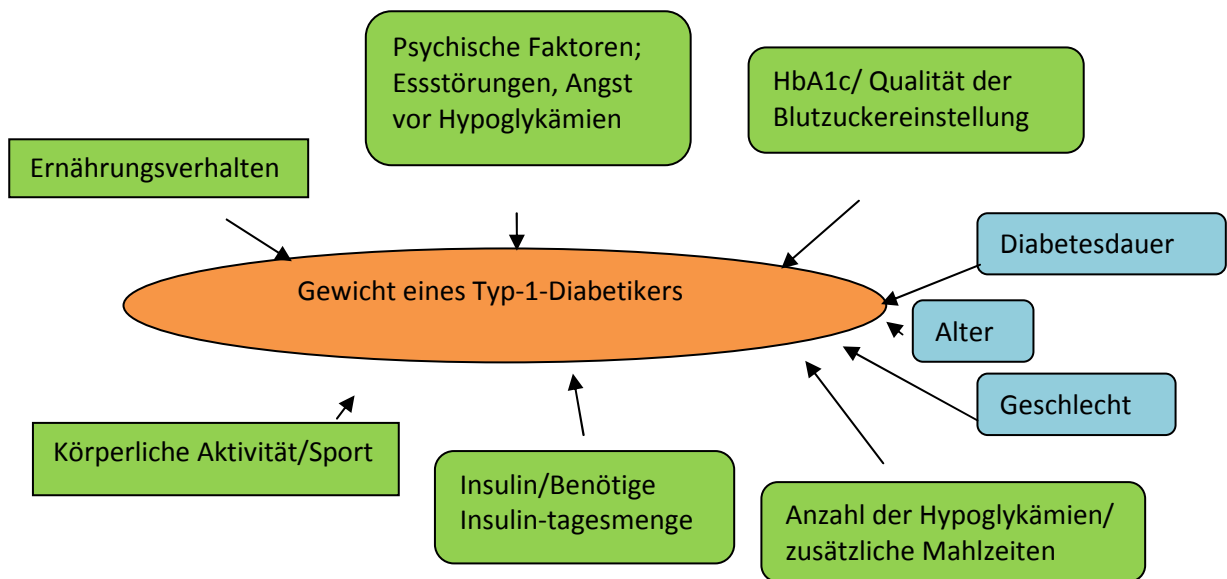 Psychische Faktoren;
Essstörungen, Angst
vor Hypoglykämien
HbA1c/ Qualität der
Blutzuckereinstellung
Ernährungsverhalten
Diabetesdauer
Gewicht eines Typ-1-Diabetikers
Alter
Geschlecht
Körperliche Aktivität/Sport
Insulin/Benötige
Insulin-tagesmenge
Anzahl der Hypoglykämien/
zusätzliche Mahlzeiten